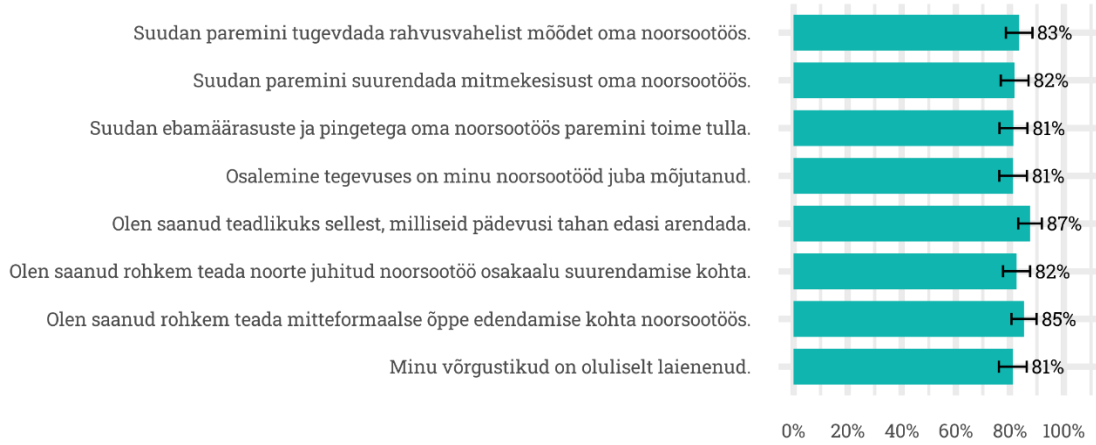 Suudan paremini tugevdada rahvusvahelist mõõdet oma noorsootöös. 83%
Suudan paremini suurendada mitmekesisust oma noorsootöös. 82%
Suudan ebamäärasuste ja pingetega oma noorsootöös paremini toime tulla. 81%
Osalemine tegevuses on minu noorsootööd juba mõjutanud. 81%
Olen saanud teadlikuks sellest, milliseid pädevusi tahan edasi arendada. 87%
Olen saanud rohkem teada noorte juhitud noorsootöö osakaalu suurendamise kohta. 82%
Olen saanud rohkem teada mitteformaalse õppe edendamise kohta noorsootöös. 85%
Minu võrgustikud on oluliselt laienenud. 81%
0% 20% 40% 60% 80% 100%